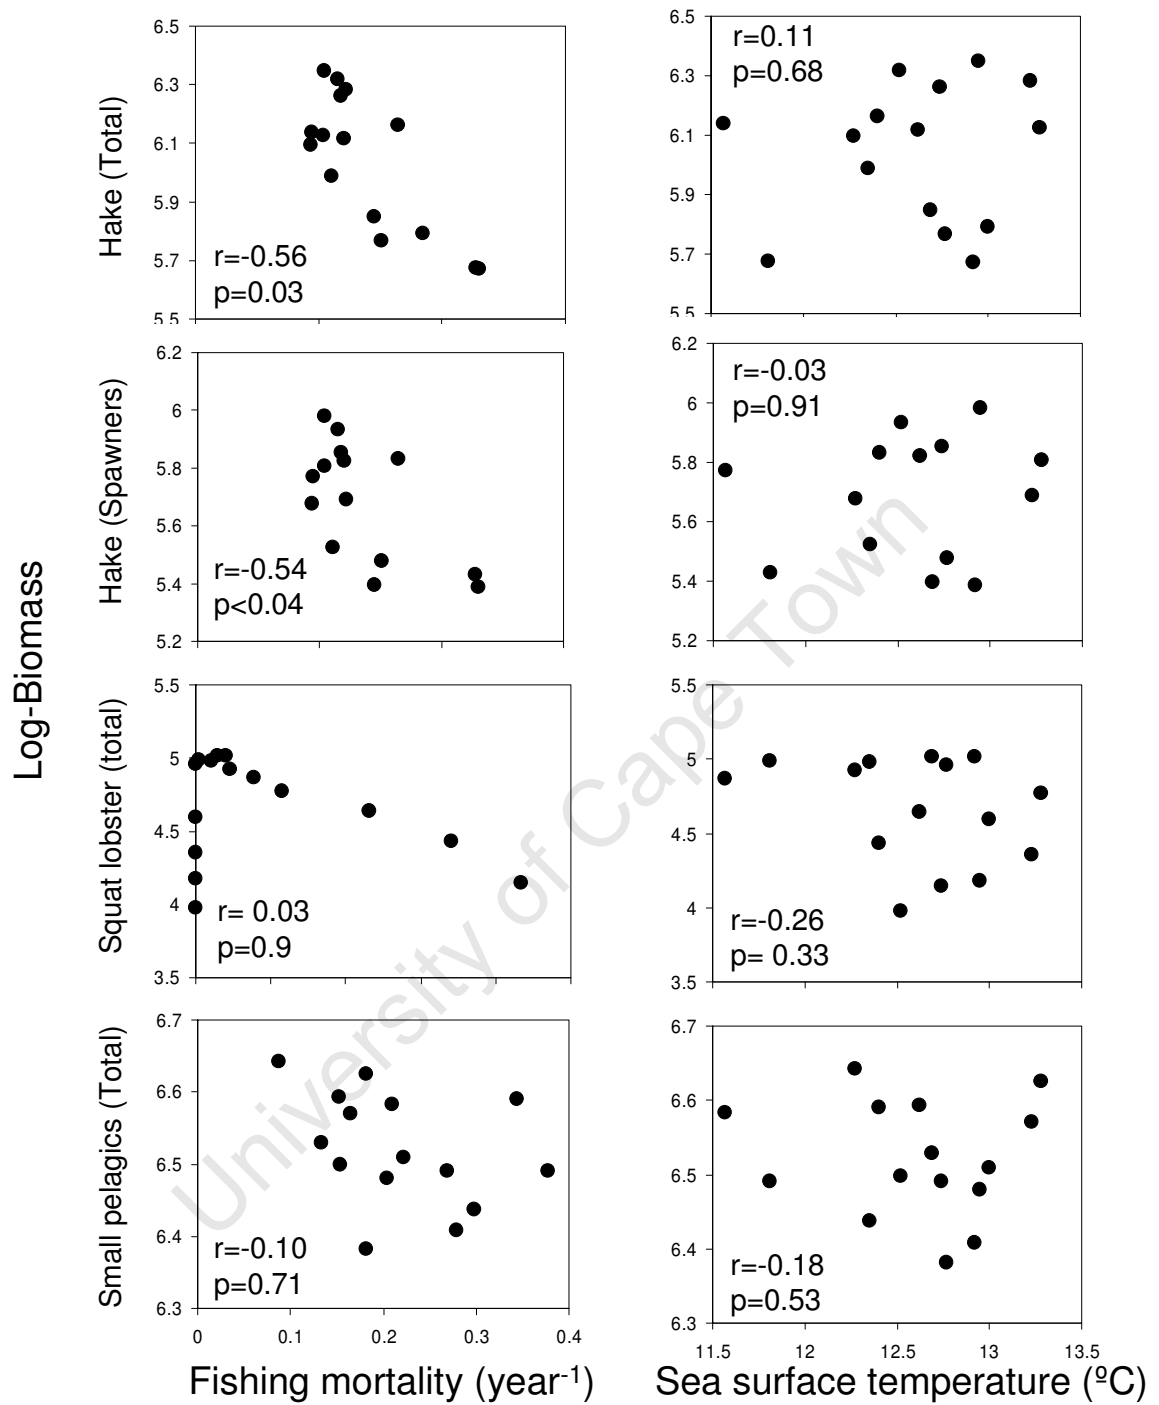 Log-Biomass
Hake (Total)
6.5
6.3
6.1
5.9
5.7
5.5
r=-0.56
p=0.03
6.5
6.3
6.1
5.9
5.7
5.5
r=0.11
p=0.68
Hake (Spawners)
6.2
6
5.8
5.6
5.4
5.2
r=-0.54
p<0.04
6.2
6
5.8
5.6
5.4
5.2
r=-0.03
p=0.91
Squat lobster (total)
5.5
5
4.5
4
3.5
r= 0.03
p=0.9
5.5
5
4.5
4
3.5
r=-0.26
p= 0.33
Small pelagics (Total)
6.7
6.6
6.5
6.4
6.3
r=-0.10
p=0.71
0 0.1 0.2 0.3 0.4
Fishing mortality (year-1)
6.7
6.6
6.5
6.4
6.3
r=-0.18
p=0.53
11.5 12 12.5 13 13.5
Sea surface temperature (ºC)
University of Cape Town